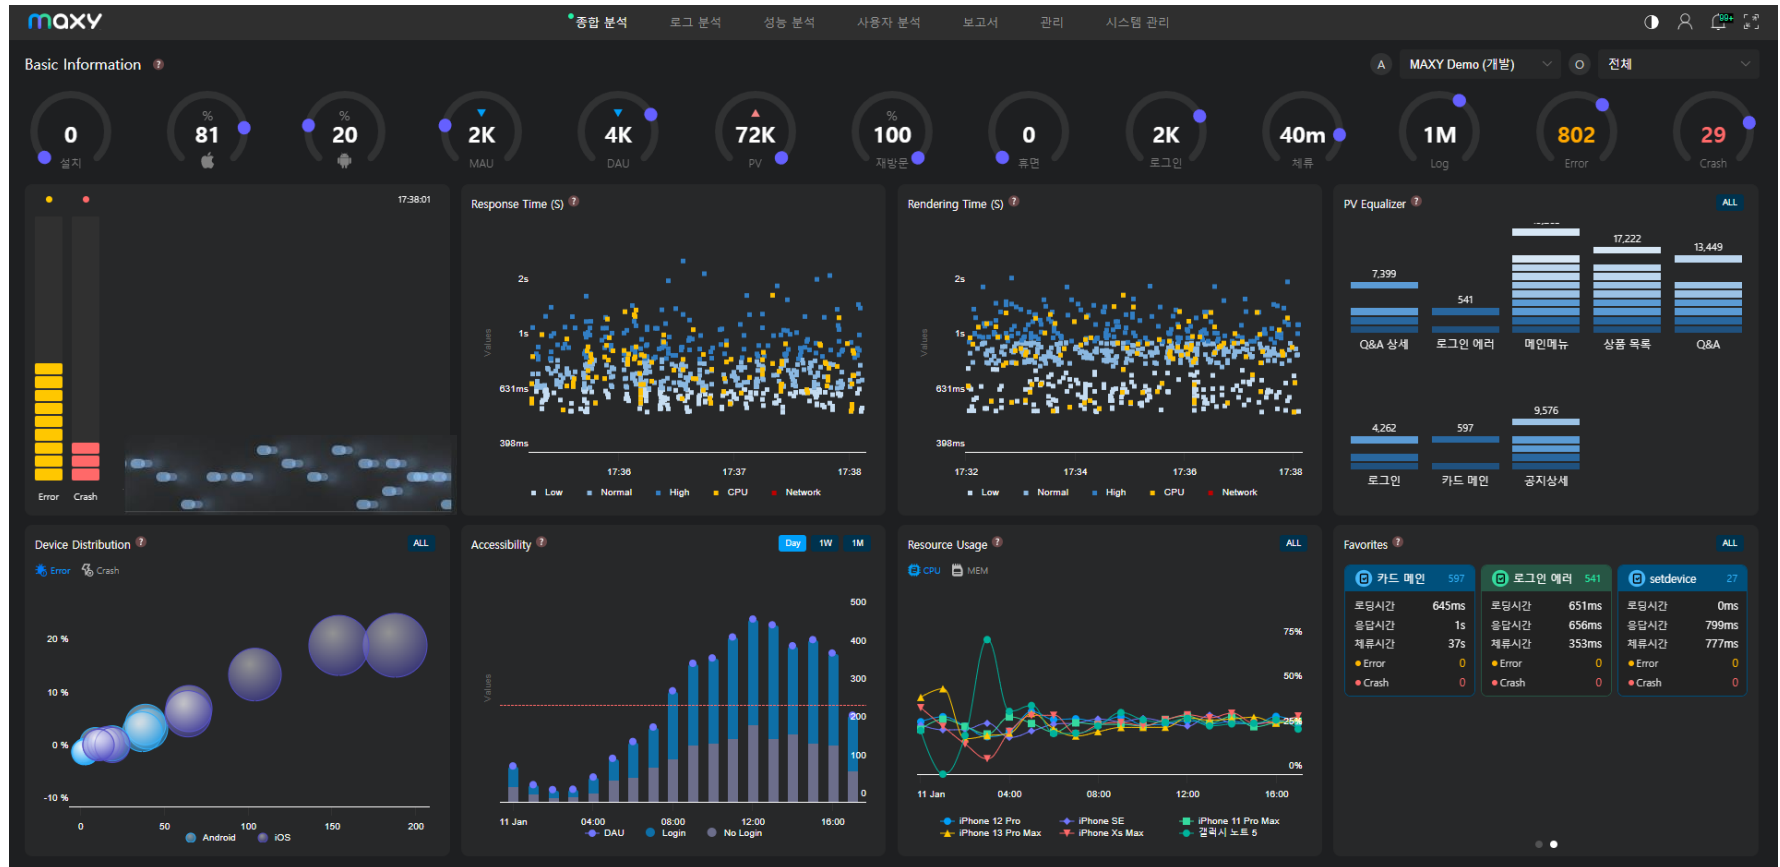 maxy
종합 분석 로그 분석 성능 분석 사용자 분석 보고서 관리 시스템 관리
99+
Basic Information ?
A MAXY Demo (개발) O 전체
0 설치
% 81
% 20
2K MAU
4K DAU
72K PV
% 100 재방문
0 휴면
2K 로그인
40m 체류
1M Log
802 Error
29 Crash
17:38:01
Error Crash
Response Time (S) ?
Values
2s
1s
631ms
398ms
17:36 17:37 17:38
Low Normal High CPU Network
Rendering Time (S) ?
Values
2s
1s
631ms
398ms
17:32 17:34 17:36 17:38
Low Normal High CPU Network
PV Equalizer ? ALL
7,399 541 17,222 13,449
Q&A 상세 로그인 에러 메인메뉴 상품 목록 Q&A
4,262 597 9,576
로그인 카드 메인 공지상세
Device Distribution ? ALL
Error Crash
20 %
10 %
0 %
-10 %
0 50 100 150 200
Android iOS
Accessibility ? Day 1W 1M
Values
500
400
300
200
100
0
11 Jan 04:00 08:00 12:00 16:00
DAU Login No Login
Resource Usage ? ALL
CPU MEM
75%
50%
25%
0%
11 Jan 04:00 08:00 12:00 16:00
iPhone 12 Pro iPhone SE iPhone 11 Pro Max
iPhone 13 Pro Max iPhone Xs Max 갤럭시 노트 5
Favorites ? ALL
카드 메인 597
로딩시간 645ms
응답시간 1s
체류시간 37s
Error 0
Crash 0
로그인 에러 541
로딩시간 651ms
응답시간 656ms
체류시간 353ms
Error 0
Crash 0
setdevice 27
로딩시간 0ms
응답시간 799ms
체류시간 777ms
Error 0
Crash 0